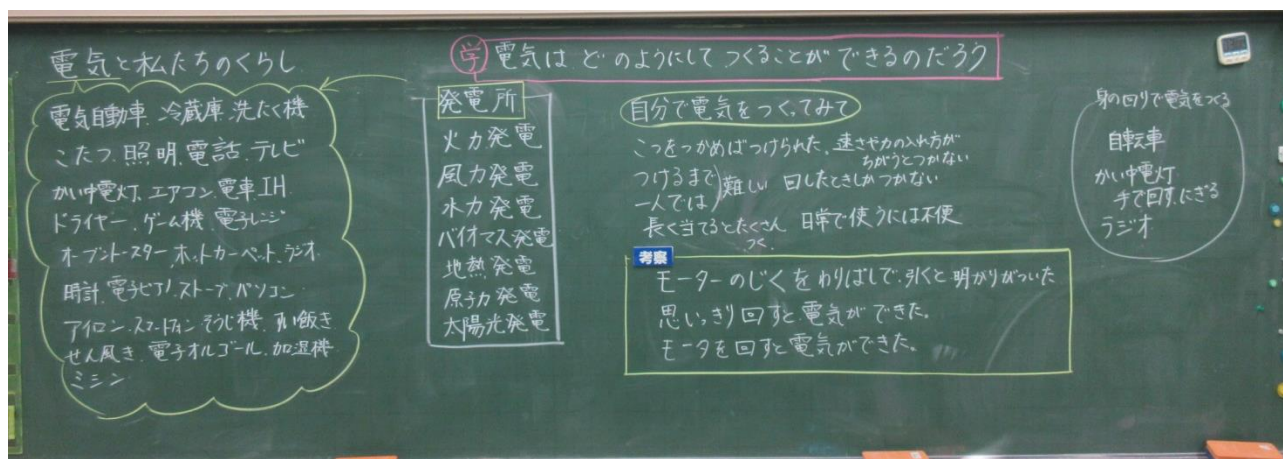 電気と私たちのくらし
電気自動車、冷蔵庫、洗たく機
こたつ、照明、電話、テレビ
かい中電灯、エアコン、電車、IH
ドライヤー、ゲーム機、電子レンジ
オーブントースター、ホットカーペット、ラジオ
時計、電子ピアノ、ストーブ、パソコン
アイロン、スマートフォン、そうじ機、すい飯き
せん風き、電子オルゴール、加湿機
ミシン
学 電気はどのようにしてつくることができるのだろう
発電所
火力発電
風力発電
水力発電
バイオマス発電
地熱発電
原子力発電
太陽光発電
自分で電気をつくってみて
こつをつかめばつけられた、速さや力の入れ方が
ちがうとつかない
つけるまで
一人では
難しい 回したときしかつかない
長く当てるとたくさん
つく
日常で使うには不便
考察
モーターのじくをわりばしで、引くと明かりがついた
思いっきり回すと電気ができた。
モータを回すと電気ができた。
身の回りで電気をつくる
自転車
かい中電灯
手で回す、にぎる
ラジオ